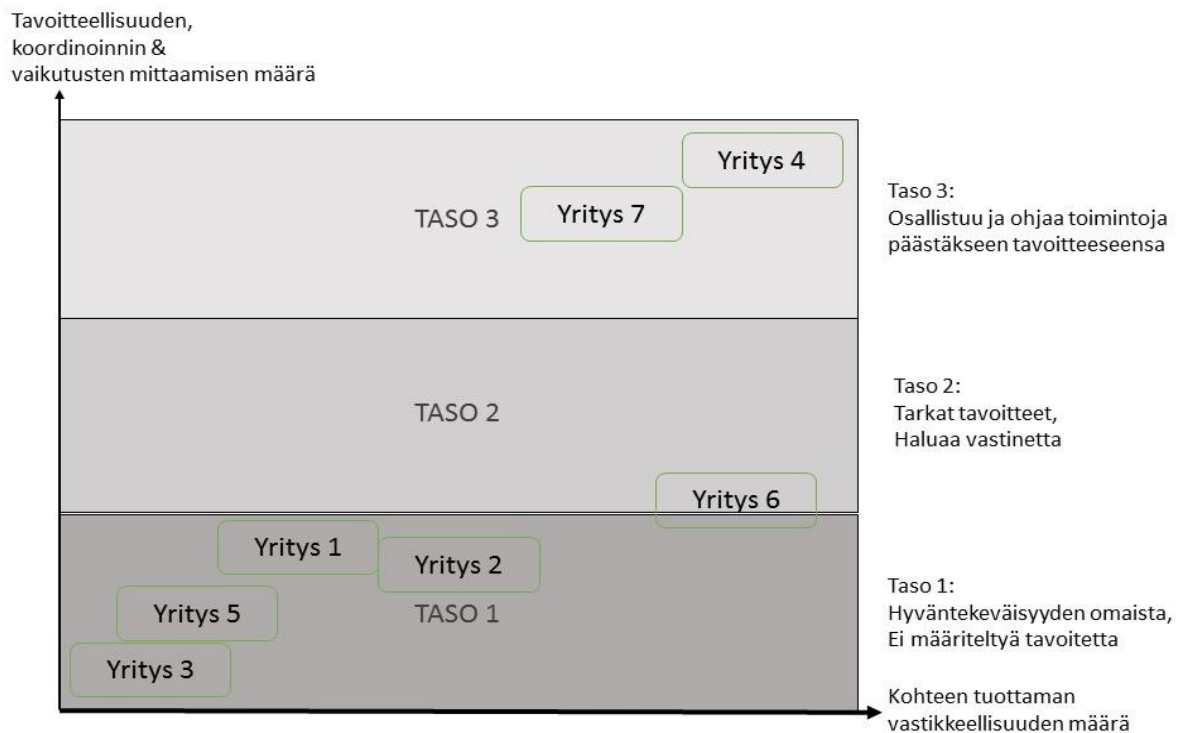 Tavoitteellisuuden,
koordinoinnin &
vaikutusten mittaamisen määrä
Yritys 4
Yritys 7
TASO 3
Taso 3:
Osallistuu ja ohjaa toimintoja
päästäkseen tavoitteeseensa
TASO 2
Taso 2:
Tarkat tavoitteet,
Haluaa vastinetta
Yritys 6
Yritys 1
Yritys 2
Yritys 5
TASO 1
Yritys 3
Taso 1:
Hyväntekeväisyyden omaista,
Ei määriteltyä tavoitetta
Kohteen tuottaman
vastikkeellisuuden määrä